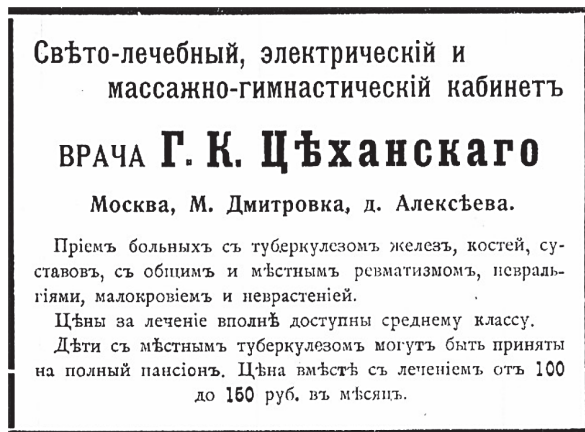 Свѣто-лечебный, электрическій и
массажно-гимнастическій кабинетъ
ВРАЧА Г. К. Цѣханскаго
Москва, М. Дмитровка, д. Алексѣева.
Пріемъ больныхъ съ туберкулезомъ железъ, костей, су-
ставовъ, съ общимъ и мѣстнымъ ревматизмомъ, невраль-
гіями, малокровіемъ и неврастеніей.
Цѣны за леченіе вполнѣ доступны среднему классу.
Дѣти съ мѣстнымъ туберкулезомъ могутъ быть приняты
на полный пансіонъ. Цѣна вмѣстѣ съ леченіемъ отъ 100
до 150 руб. въ мѣсяцъ.